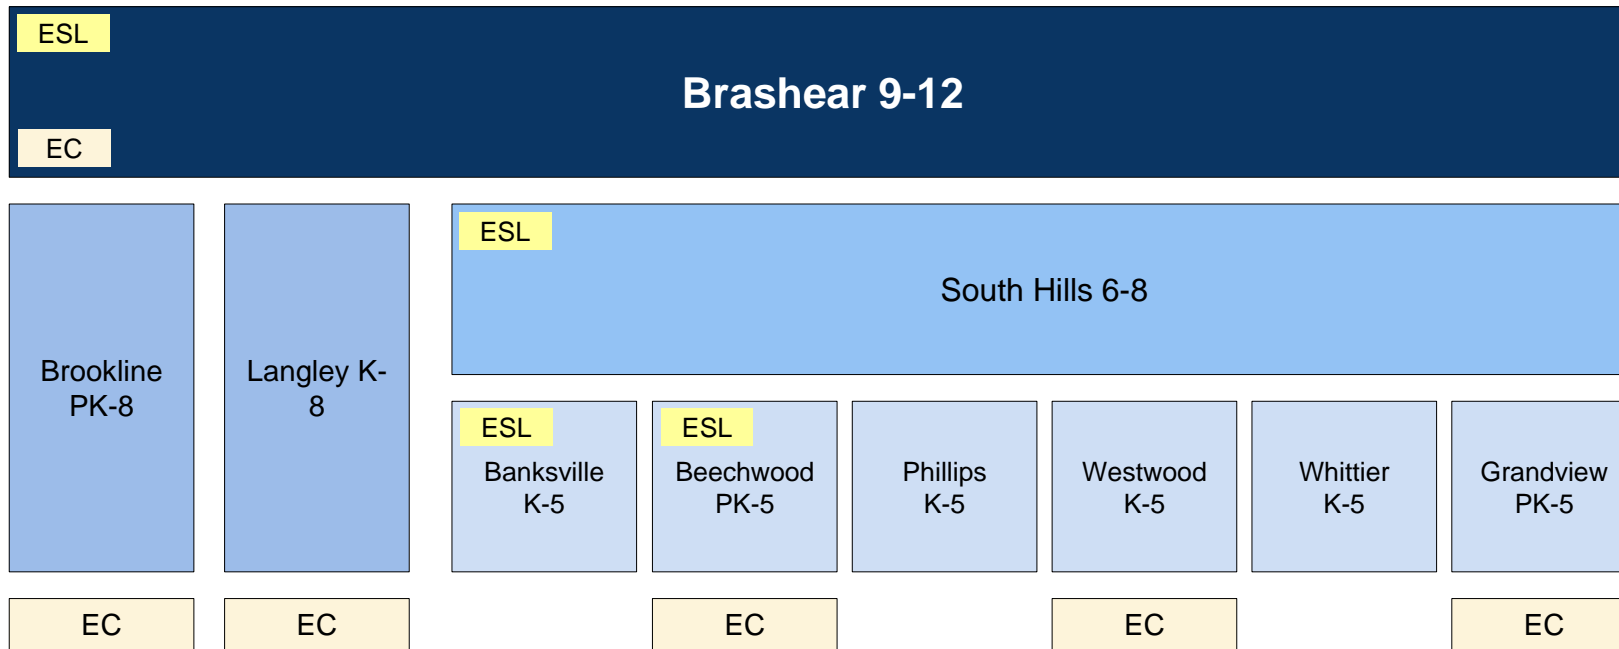 ESL
Brashear 9-12
EC
Brookline
PK-8
Langley K-
8
ESL
South Hills 6-8
ESL
Banksville
K-5
ESL
Beechwood
PK-5
Phillips
K-5
Westwood
K-5
Whittier
K-5
Grandview
PK-5
EC
EC
EC
EC
EC